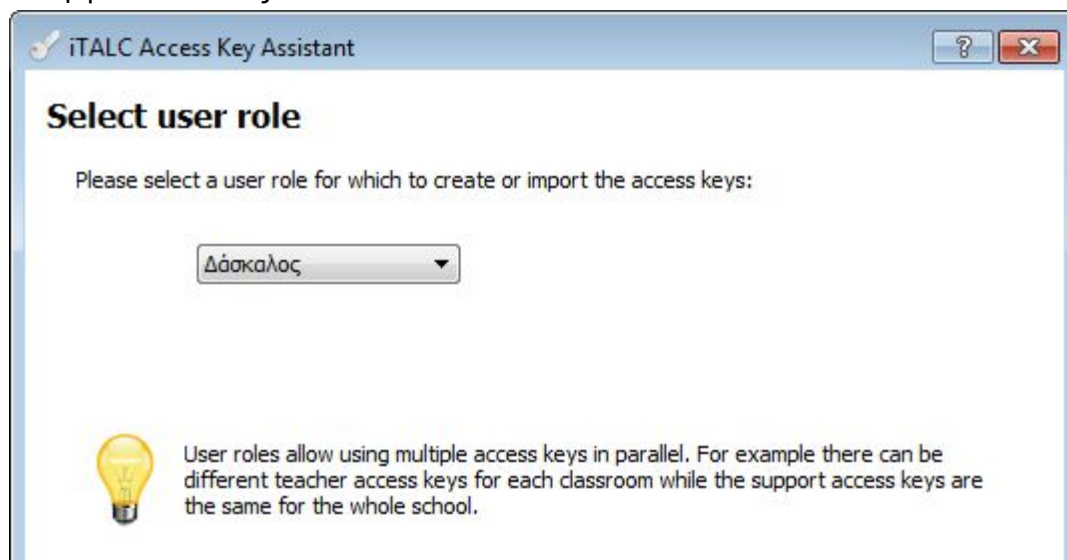 iTALC Access Key Assistant
Select user role
Please select a user role for which to create or import the access keys:
Δάσκαλος
User roles allow using multiple access keys in parallel. For example there can be
different teacher access keys for each classroom while the support access keys are
the same for the whole school.